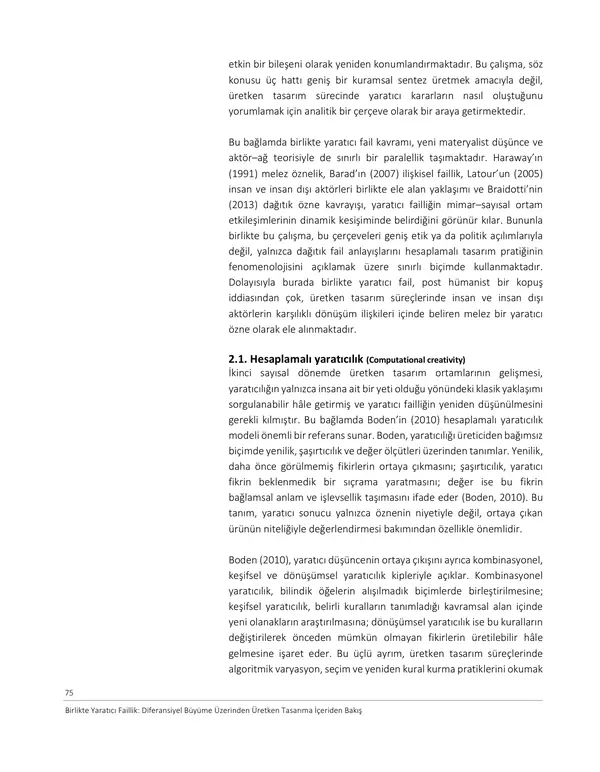 etkin bir bileşeni olarak yeniden konumlandırmaktadır. Bu çalışma, söz
konusu üç hattı geniş bir kuramsal sentez üretmek amacıyla değil,
üretken tasarım sürecinde yaratıcı kararların nasıl oluştuğunu
yorumlamak için analitik bir çerçeve olarak bir araya getirmektedir.
Bu bağlamda birlikte yaratıcı fail kavramı, yeni materyalist düşünce ve
aktör–ağ teorisiyle de sınırlı bir paralellik taşımaktadır. Haraway’ın
(1991) melez öznelik, Barad’ın (2007) ilişkisel faillik, Latour’un (2005)
insan ve insan dışı aktörleri birlikte ele alan yaklaşımı ve Braidotti’nin
(2013) dağıtık özne kavrayışı, yaratıcı failliğin mimar–sayısal ortam
etkileşimlerinin dinamik kesişiminde belirdiğini görünür kılar. Bununla
birlikte bu çalışma, bu çerçeveleri geniş etik ya da politik açılımlarıyla
değil, yalnızca dağıtık fail anlayışlarını hesaplamalı tasarım pratiğinin
fenomenolojisini açıklamak üzere sınırlı biçimde kullanmaktadır.
Dolayısıyla burada birlikte yaratıcı fail, post hümanist bir kopuş
iddiasından çok, üretken tasarım süreçlerinde insan ve insan dışı
aktörlerin karşılıklı dönüşüm ilişkileri içinde beliren melez bir yaratıcı
özne olarak ele alınmaktadır.
2.1. Hesaplamalı yaratıcılık (Computational creativity)
İkinci sayısal dönemde üretken tasarım ortamlarının gelişmesi,
yaratıcılığın yalnızca insana ait bir yeti olduğu yönündeki klasik yaklaşımı
sorgulanabilir hâle getirmiş ve yaratıcı failliğin yeniden düşünülmesini
gerekli kılmıştır. Bu bağlamda Boden’in (2010) hesaplamalı yaratıcılık
modeli önemli bir referans sunar. Boden, yaratıcılığı üreticiden bağımsız
biçimde yenilik, şaşırtıcılık ve değer ölçütleri üzerinden tanımlar. Yenilik,
daha önce görülmemiş fikirlerin ortaya çıkmasını; şaşırtıcılık, yaratıcı
fikrin beklenmedik bir sıçrama yaratmasını; değer ise bu fikrin
bağlamsal anlam ve işlevsellik taşımasını ifade eder (Boden, 2010). Bu
tanım, yaratıcı sonucu yalnızca öznenin niyetiyle değil, ortaya çıkan
ürünün niteliğiyle değerlendirmesi bakımından özellikle önemlidir.
Boden (2010), yaratıcı düşüncenin ortaya çıkışını ayrıca kombinasyonel,
keşifsel ve dönüşümsel yaratıcılık kipleriyle açıklar. Kombinasyonel
yaratıcılık, bilindik öğelerin alışılmadık biçimlerde birleştirilmesine;
keşifsel yaratıcılık, belirli kuralların tanımladığı kavramsal alan içinde
yeni olanakların araştırılmasına; dönüşümsel yaratıcılık ise bu kuralların
değiştirilerek önceden mümkün olmayan fikirlerin üretilebilir hâle
gelmesine işaret eder. Bu üçlü ayrım, üretken tasarım süreçlerinde
algoritmik varyasyon, seçim ve yeniden kural kurma pratiklerini okumak
75
Birlikte Yaratıcı Faillik: Diferansiyel Büyüme Üzerinden Üretken Tasarıma İçeriden Bakış